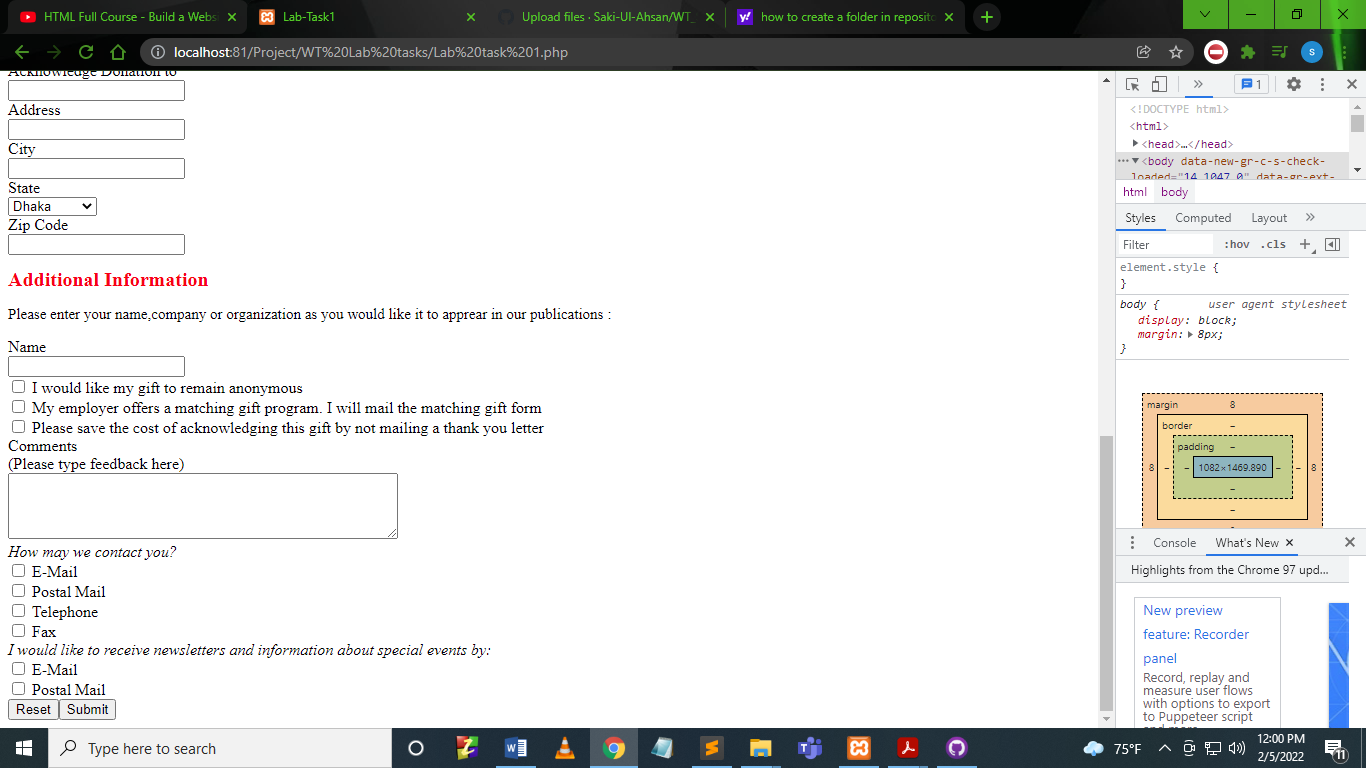 HTML Full Course - Build a Webs
Lab-Task1
Upload files · Saki-Ul-Ahsan/WT_
how to create a folder in reposito
localhost:81/Project/WT%20Lab%20tasks/Lab%20task%201.php
s
Acknowledge Donation to
Address
City
State
Dhaka
Zip Code
Additional Information
Please enter your name,company or organization as you would like it to apprear in our publications :
Name
I would like my gift to remain anonymous
My employer offers a matching gift program. I will mail the matching gift form
Please save the cost of acknowledging this gift by not mailing a thank you letter
Comments
(Please type feedback here)
How may we contact you?
E-Mail
Postal Mail
Telephone
Fax
I would like to receive newsletters and information about special events by:
E-Mail
Postal Mail
Reset Submit
1
<!DOCTYPE html>
<html>
<head>…</head>
<body data-new-gr-c-s-check-
loaded="14.1047.0" data-gr-ext-
html body
Styles Computed Layout
Filter :hov .cls
element.style {
}
body { user agent stylesheet
display: block;
margin: 8px;
}
margin 8
border –
padding –
8 – – 1082×1469.890 – – 8
–
–
Console What's New
Highlights from the Chrome 97 upd...
New preview
feature: Recorder
panel
Record, replay and
measure user flows
with options to export
to Puppeteer script
Type here to search
75°F
12:00 PM
2/5/2022
11